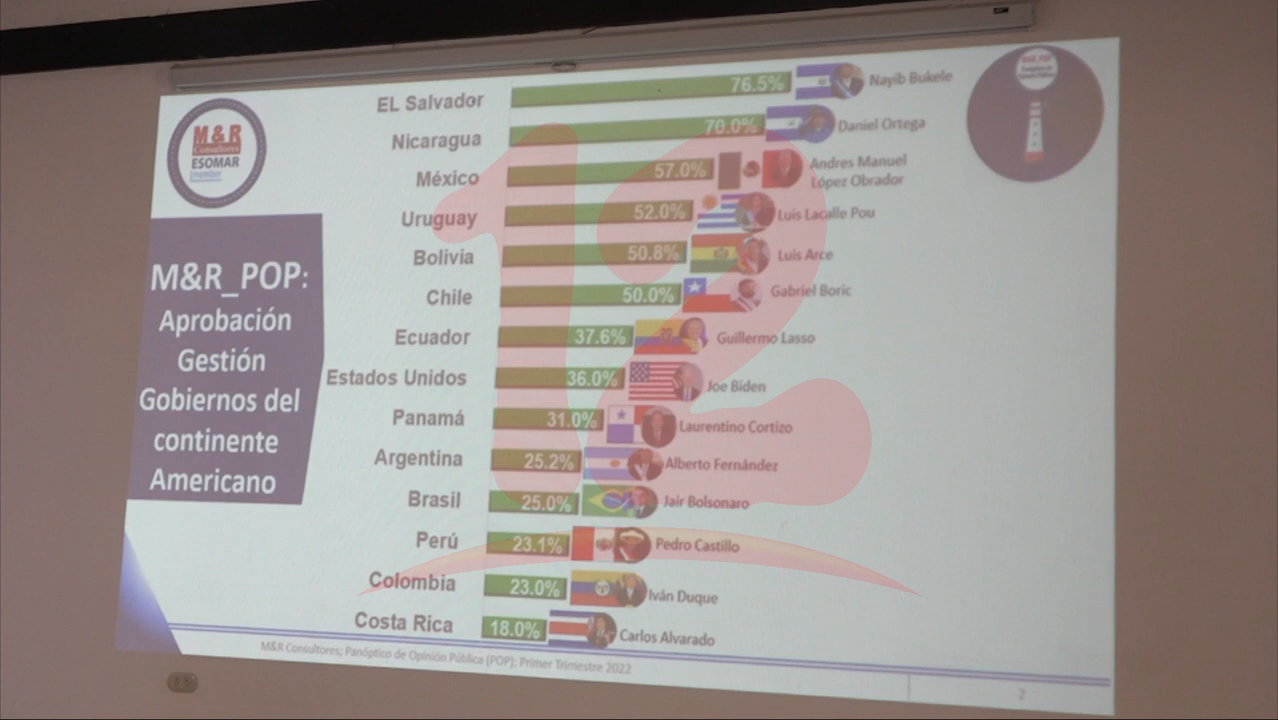 M&R
Consultores
ESOMAR
member
M&R_POP:
Aprobación
Gestión
Gobiernos del
continente
Americano
EL Salvador 76.5% Nayib Bukele
Nicaragua 70.0% Daniel Ortega
México 57.0% Andres Manuel
López Obrador
Uruguay 52.0% Luis Lacalle Pou
Bolivia 50.8% Luis Arce
Chile 50.0% Gabriel Boric
Ecuador 37.6% Guillermo Lasso
Estados Unidos 36.0% Joe Biden
Panamá 31.0% Laurentino Cortizo
Argentina 25.2% Alberto Fernández
Brasil 25.0% Jair Bolsonaro
Perú 23.1% Pedro Castillo
Colombia 23.0% Iván Duque
Costa Rica 18.0% Carlos Alvarado
M&R Consultores; Panóptico de Opinión Pública (POP); Primer Trimestre 2022
2
M&R_POP
12